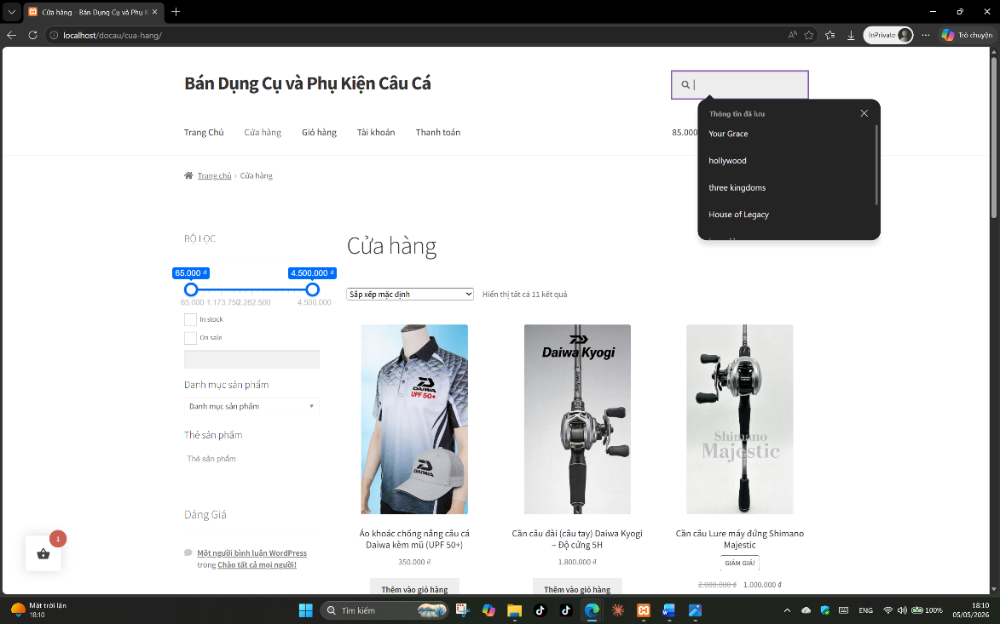 Cửa hàng – Bán Dụng Cụ và Phụ K
localhost/docau/cua-hang/
InPrivate
Trò chuyện
Bán Dụng Cụ và Phụ Kiện Câu Cá
Trang Chủ
Cửa hàng
Giỏ hàng
Tài khoản
Thanh toán
85.000
Thông tin đã lưu
Your Grace
hollywood
three kingdoms
House of Legacy
Trang chủ › Cửa hàng
BỘ LỌC
65.000 ₫
4.500.000 ₫
65.000 1.173.750 2.282.500 4.500.000
In stock
On sale
Danh mục sản phẩm
Danh mục sản phẩm
Thẻ sản phẩm
Thẻ sản phẩm
Đáng Giá
Một người bình luận WordPress
trong Chào tất cả mọi người!
1
Cửa hàng
Sắp xếp mặc định
Hiển thị tất cả 11 kết quả
DAIWA
UPF 50+
DAIWA
Áo khoác chống nắng câu cá
Daiwa kèm mũ (UPF 50+)
350.000 ₫
Thêm vào giỏ hàng
Daiwa Kyogi
Cần câu đài (câu tay) Daiwa Kyogi
– Độ cứng 5H
1.800.000 ₫
Thêm vào giỏ hàng
Shimano
Majestic
Cần câu Lure máy đứng Shimano
Majestic
GIẢM GIÁ!
2.000.000 ₫ 1.000.000 ₫
Mặt trời lặn
18:10
Tìm kiếm
ENG
100%
18:10
05/05/2026